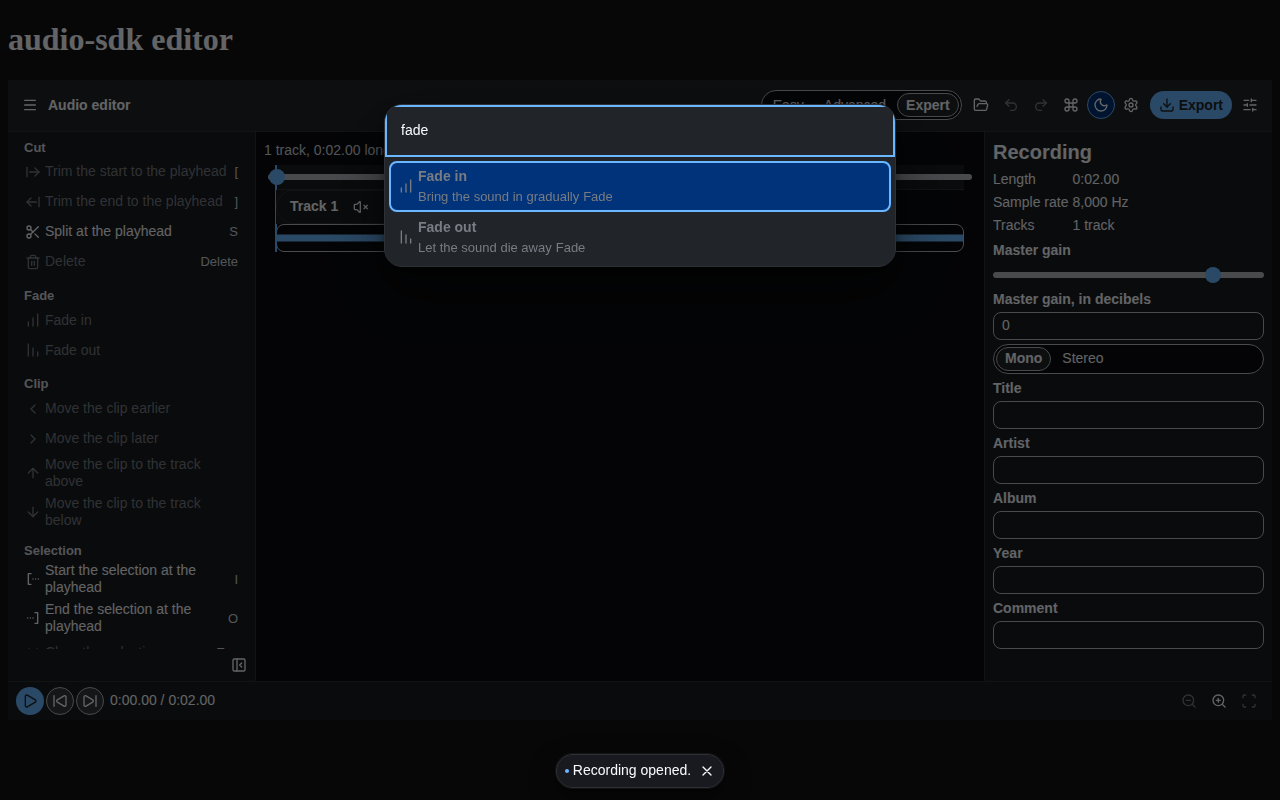 audio-sdk editor
Audio editor
Easy Advanced Expert
Export
fade
Fade in
Bring the sound in gradually Fade
Fade out
Let the sound die away Fade
Cut
Trim the start to the playhead [
Trim the end to the playhead ]
Split at the playhead S
Delete Delete
Fade
Fade in
Fade out
Clip
Move the clip earlier
Move the clip later
Move the clip to the track
above
Move the clip to the track
below
Selection
Start the selection at the
playhead I
End the selection at the
playhead O
1 track, 0:02.00 lon
Track 1
Recording
Length 0:02.00
Sample rate 8,000 Hz
Tracks 1 track
Master gain
Master gain, in decibels
0
Mono Stereo
Title
Artist
Album
Year
Comment
0:00.00 / 0:02.00
Recording opened.